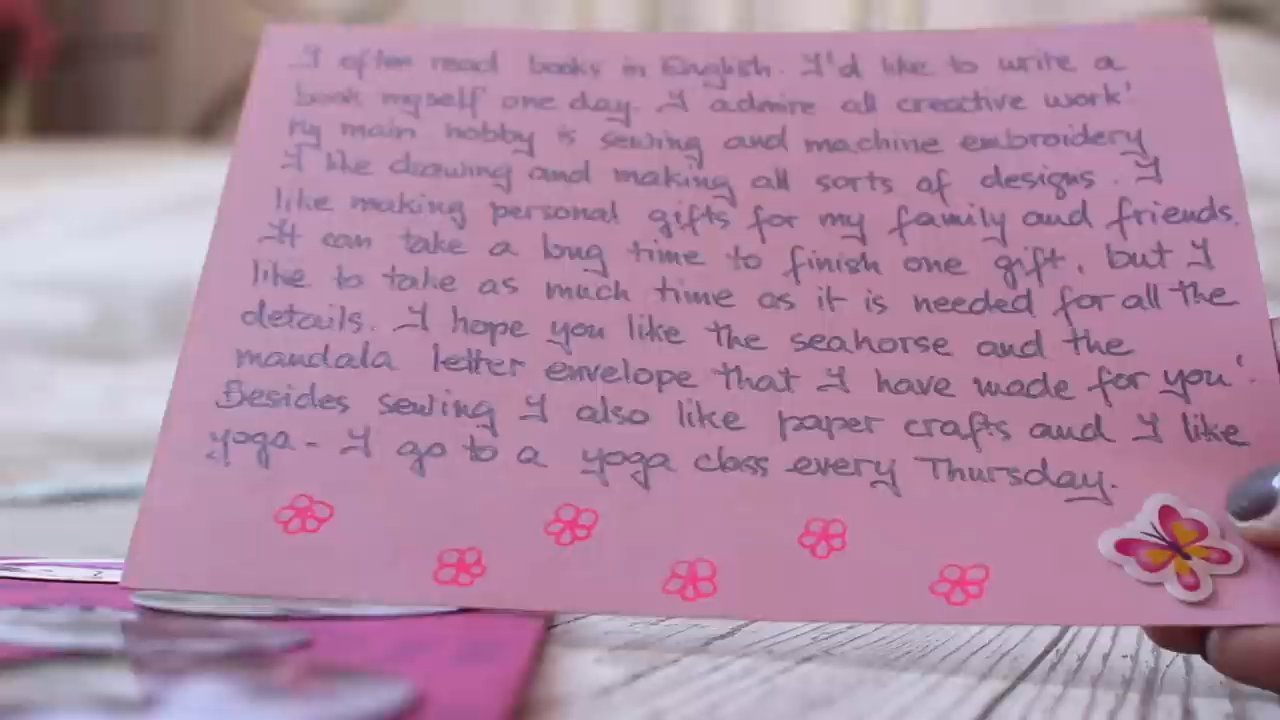 I often read books in English. I'd like to write a
book myself one day. I admire all creative work!
My main hobby is sewing and machine embroidery
I like drawing and making all sorts of designs. I
like making personal gifts for my family and friends.
It can take a long time to finish one gift, but I
like to take as much time as it is needed for all the
details. I hope you like the seahorse and the
mandala letter envelope that I have made for you!
Besides sewing I also like paper crafts and I like
yoga - I go to a yoga class every Thursday.